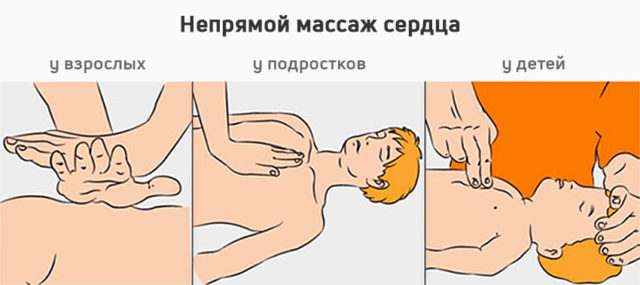 Непрямой массаж сердца
у взрослых
у подростков
у детей